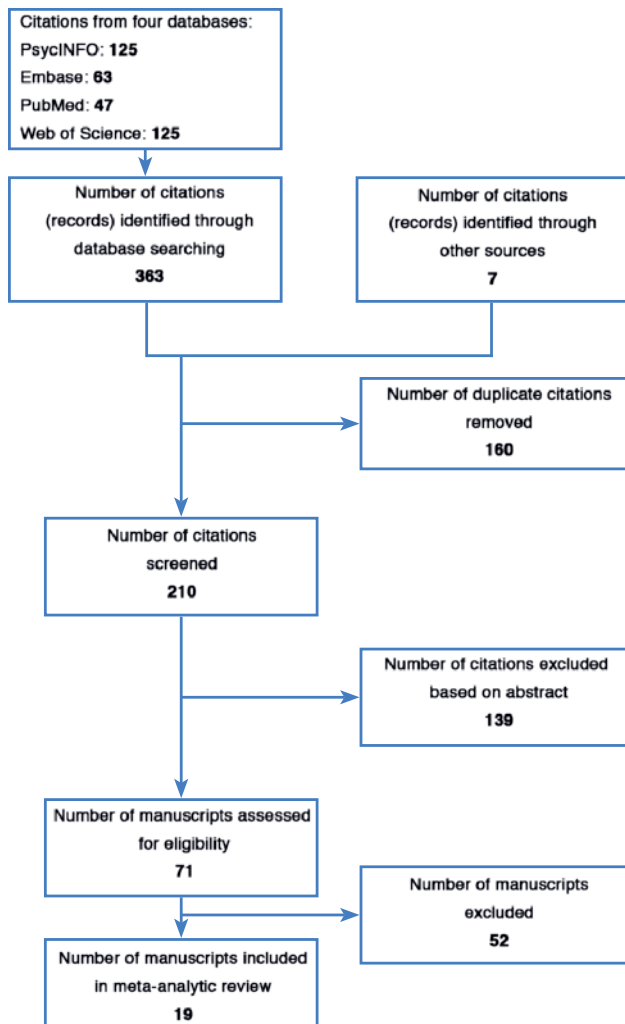 Citations from four databases:
PsycINFO: 125
Embase: 63
PubMed: 47
Web of Science: 125
Number of citations
(records) identified through
database searching
363
Number of citations
(records) identified through
other sources
7
Number of duplicate citations
removed
160
Number of citations
screened
210
Number of citations excluded
based on abstract
139
Number of manuscripts assessed
for eligibility
71
Number of manuscripts
excluded
52
Number of manuscripts included
in meta-analytic review
19